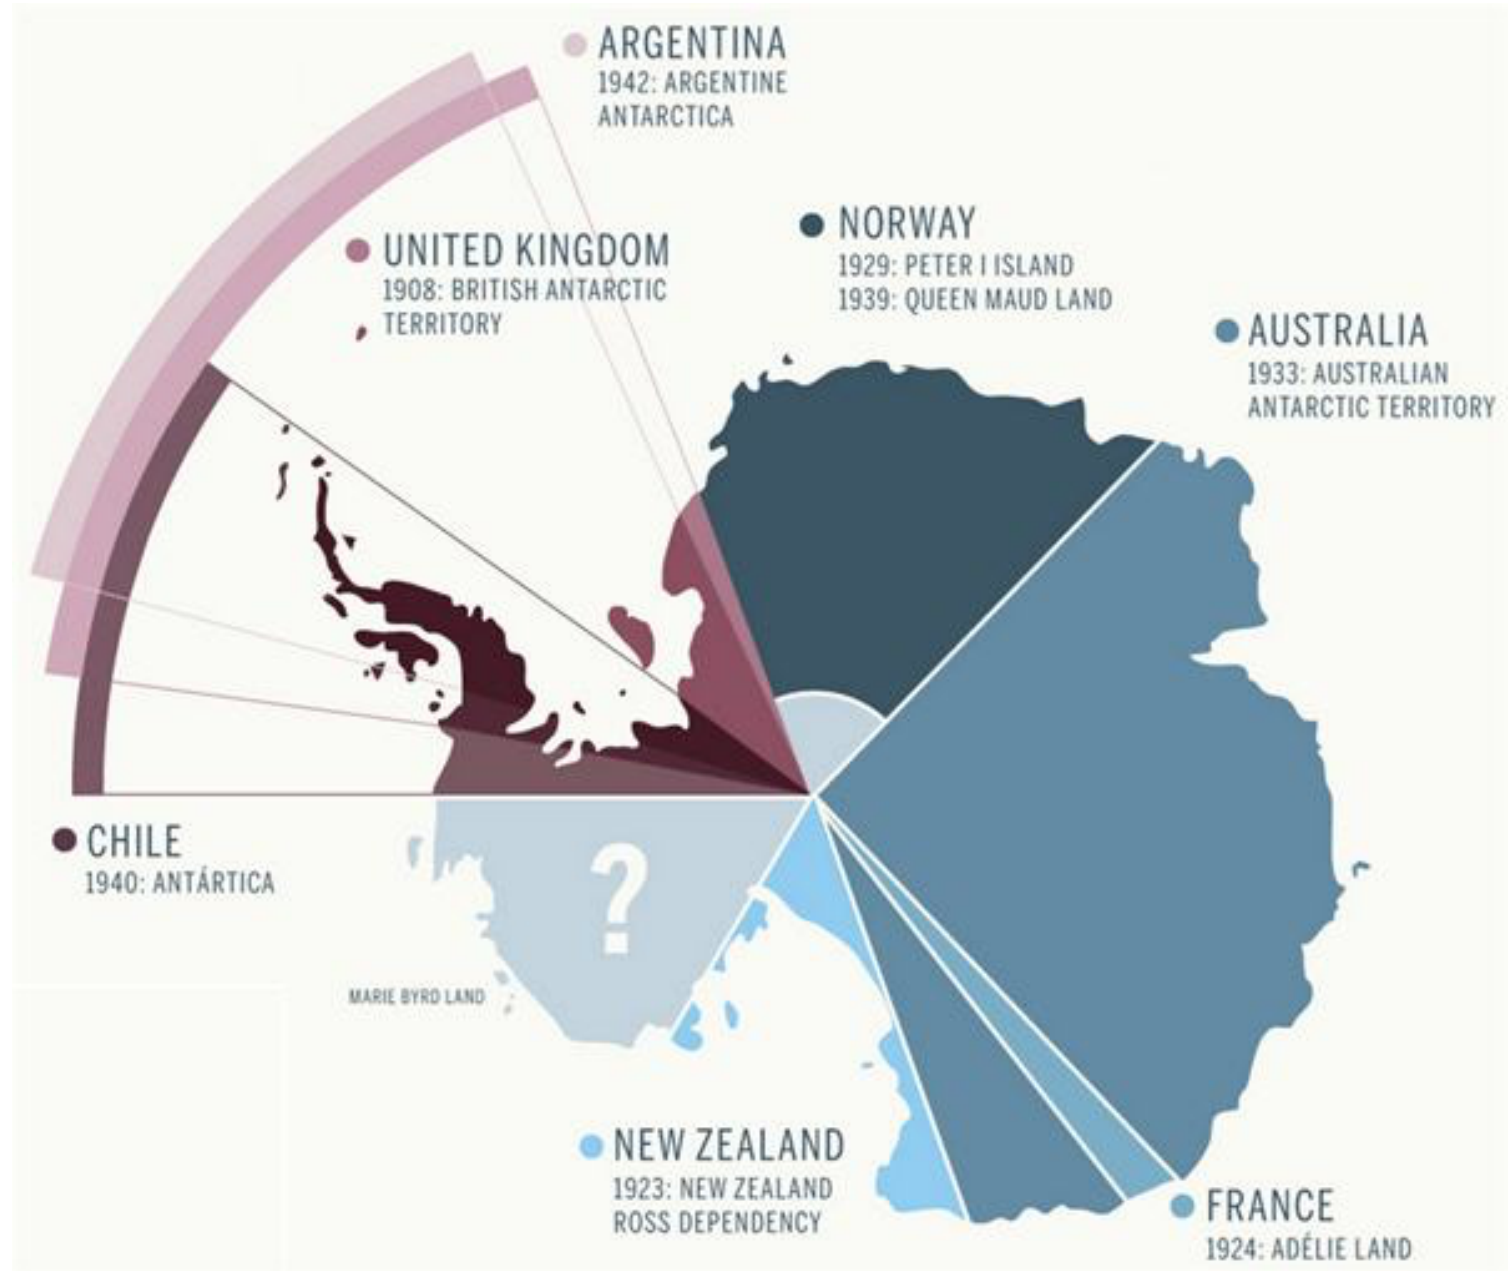 ARGENTINA
1942: ARGENTINE
ANTARCTICA
UNITED KINGDOM
1908: BRITISH ANTARCTIC
TERRITORY
NORWAY
1929: PETER I ISLAND
1939: QUEEN MAUD LAND
AUSTRALIA
1933: AUSTRALIAN
ANTARCTIC TERRITORY
CHILE
1940: ANTÁRTICA
?
MARIE BYRD LAND
NEW ZEALAND
1923: NEW ZEALAND
ROSS DEPENDENCY
FRANCE
1924: ADÉLIE LAND